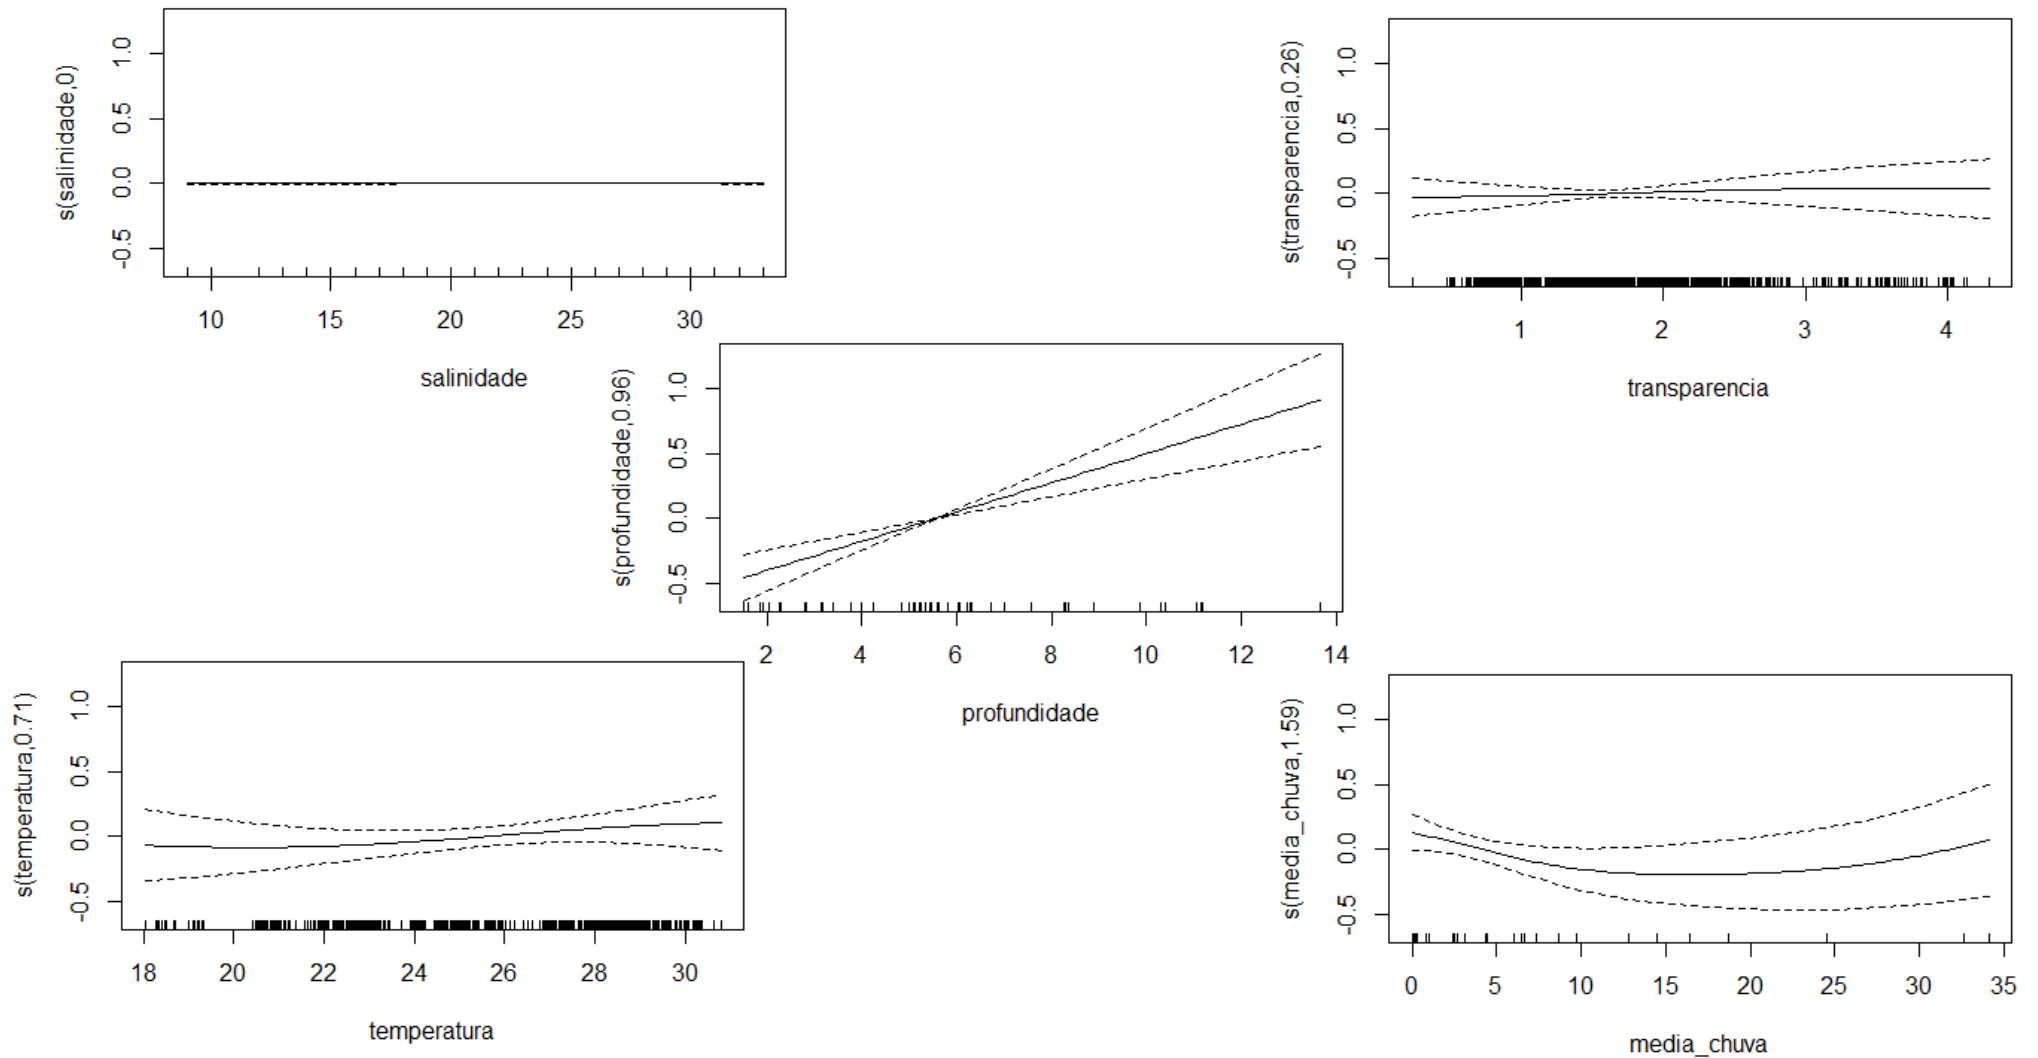 s(salinidade,0)
1.0
0.5
0.0
-0.5
10 15 20 25 30
salinidade
s(transparencia,0.26)
1.0
0.5
0.0
-0.5
1 2 3 4
transparencia
s(profundidade,0.96)
1.0
0.5
0.0
-0.5
2 4 6 8 10 12 14
profundidade
s(temperatura,0.71)
1.0
0.5
0.0
-0.5
18 20 22 24 26 28 30
temperatura
s(media_chuva,1.59)
1.0
0.5
0.0
-0.5
0 5 10 15 20 25 30 35
media_chuva